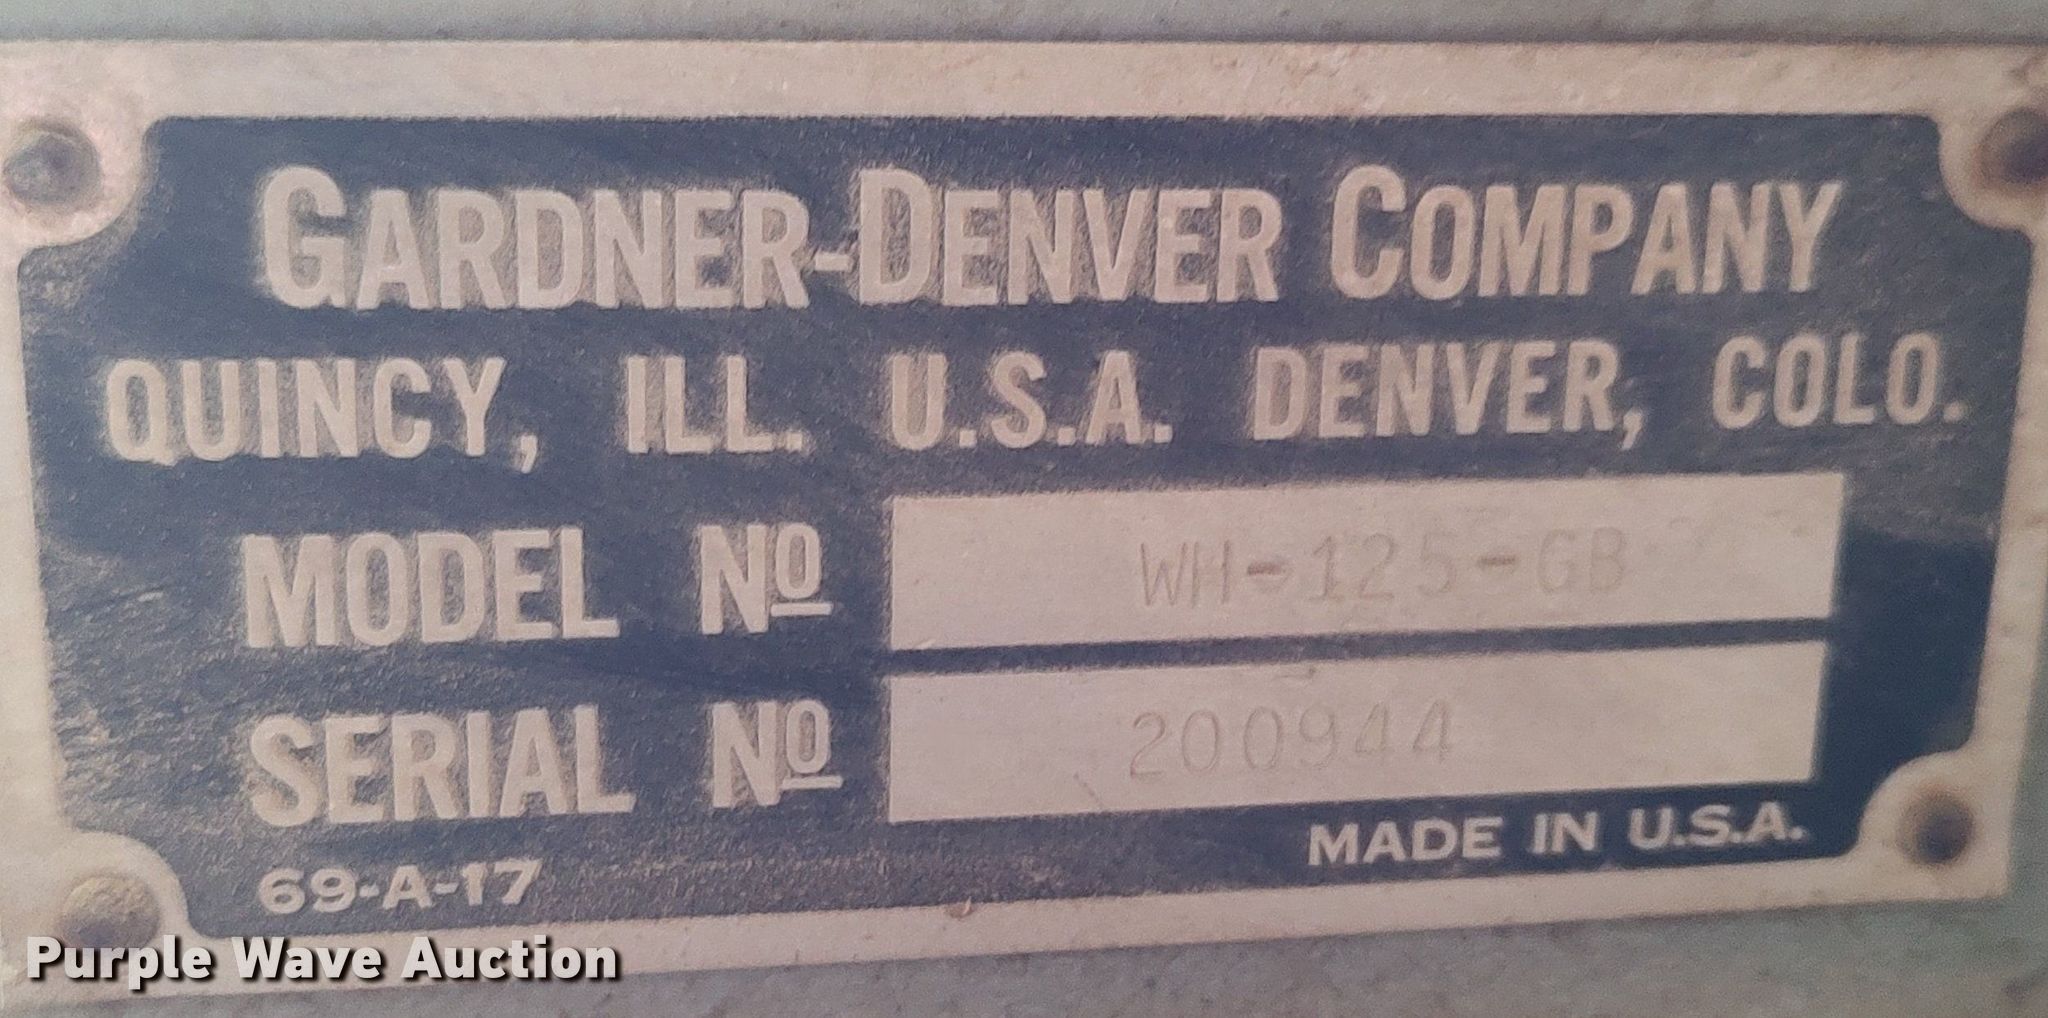 GARDNER-DENVER COMPANY
QUINCY, ILL. U.S.A. DENVER, COLO.
MODEL Nº WH-125-GB
SERIAL Nº 200944
69-A-17 MADE IN U.S.A.
Purple Wave Auction